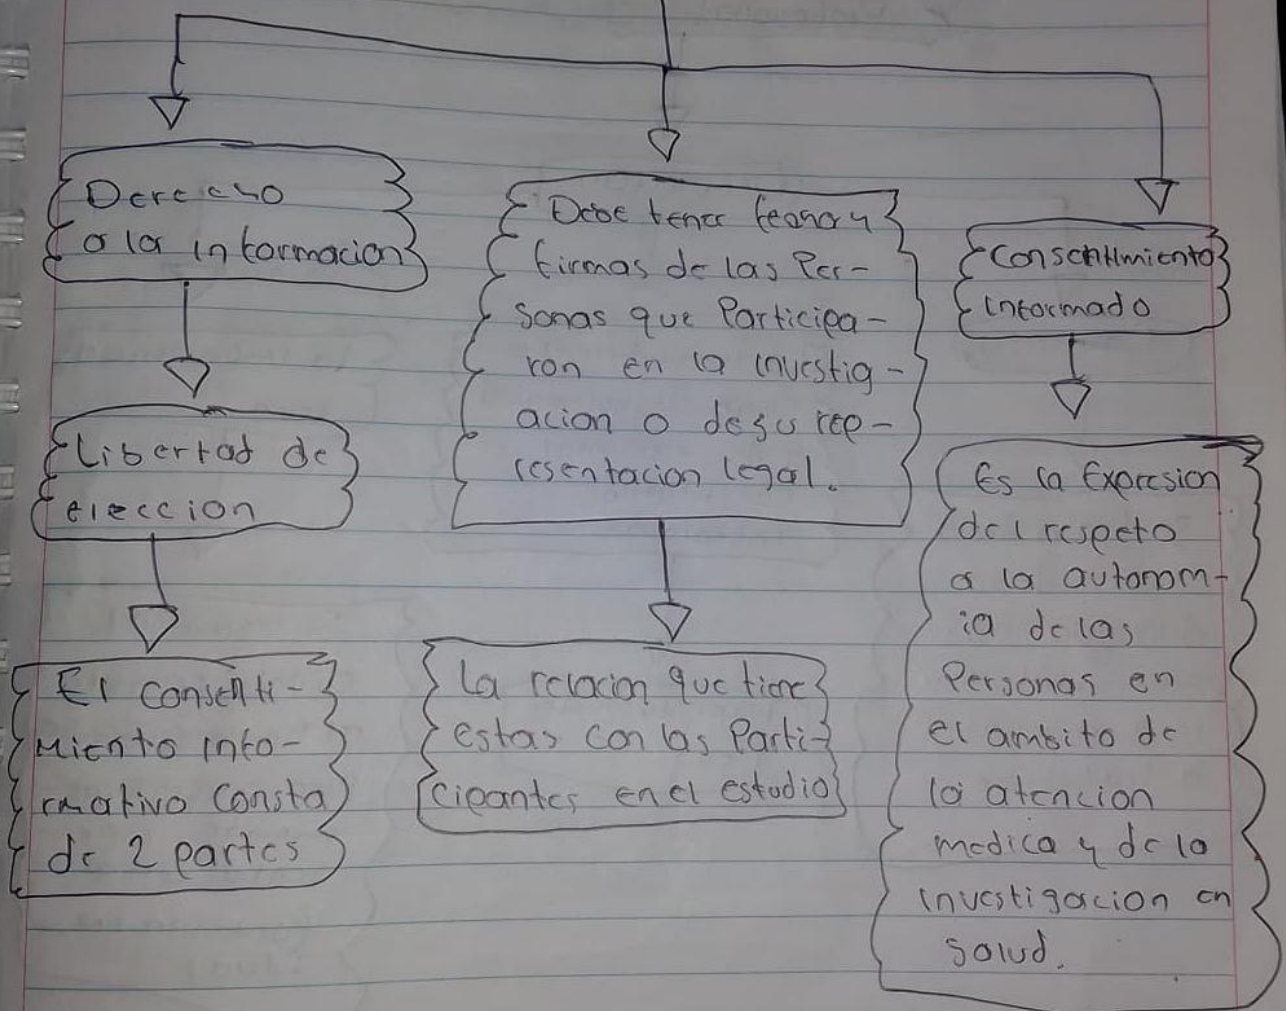 Derecho
a la informacion
Libertad de
eleccion
El consenti-
miento info-
rmativo consta
de 2 partes
Debe tener fecha y
firmas de las Per-
sonas que Participa-
ron en la investig-
acion o de su rep-
resentacion legal.
La relacion que tiene
estas con las Parti-
cipantes en el estudio
Consentimiento
informado
Es la Expresion
del respeto
a la autonom-
ia de las
Personas en
el ambito de
la atencion
medica y de la
investigacion en
salud.